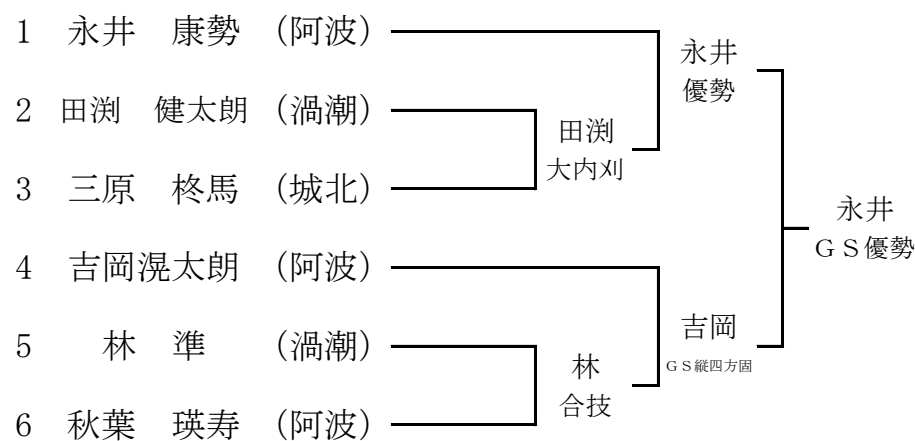 1 永井 康勢 (阿波)
2 田渕 健太朗 (渦潮)
3 三原 柊馬 (城北)
4 吉岡滉太朗 (阿波)
5 林 準 (渦潮)
6 秋葉 瑛寿 (阿波)
田渕
大内刈
林
合技
永井
優勢
吉岡
GS縦四方固
永井
GS優勢